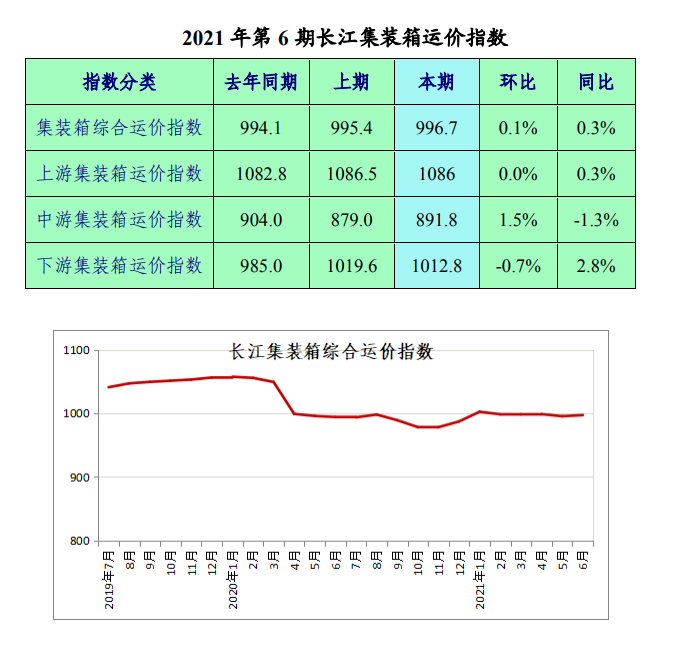 2021 年第 6 期长江集装箱运价指数
指数分类 去年同期 上期 本期 环比 同比
集装箱综合运价指数 994.1 995.4 996.7 0.1% 0.3%
上游集装箱运价指数 1082.8 1086.5 1086 0.0% 0.3%
中游集装箱运价指数 904.0 879.0 891.8 1.5% -1.3%
下游集装箱运价指数 985.0 1019.6 1012.8 -0.7% 2.8%
长江集装箱综合运价指数
1100
1000
900
800
2019年7月 8月 9月 10月 11月 12月 2020年1月 2月 3月 4月 5月 6月 7月 8月 9月 10月 11月 12月 2021年1月 2月 3月 4月 5月 6月